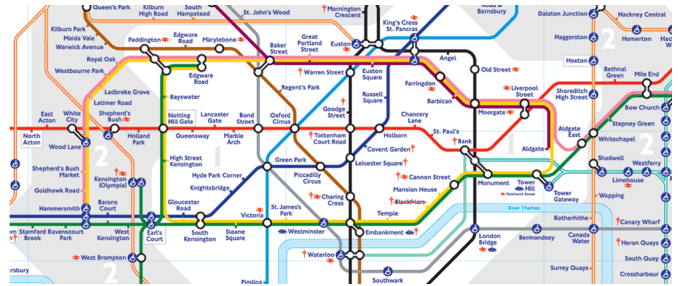 Queen's Park
Kilburn
High Road
South
Hampstead
St. John's Wood
Mornington
Crescent
King's Cross
St. Pancras
& Barnsbury
Dalston Junction
Hackney Central
Kilburn Park
Maida Vale
Warwick Avenue
Paddington
Edgware
Road
Marylebone
Baker
Street
Great
Portland
Street
Euston
Angel
Haggerston
Homerton
Hoxton
Royal Oak
Westbourne Park
Edgware
Road
Warren Street
Euston
Square
Farringdon
Old Street
Liverpool
Street
Bethnal
Green
Mile End
Ladbroke Grove
Latimer Road
Bayswater
Regent's Park
Russell
Square
Goodge
Street
Barbican
Moorgate
Shoreditch
High Street
Bow Church
East
Acton
White
City
Shepherd's
Bush
Notting
Hill Gate
Lancaster
Gate
Bond
Street
Oxford
Circus
Chancery
Lane
St. Paul's
Aldgate
East
Stepney Green
North
Acton
Wood Lane
Holland
Park
Queensway
Marble
Arch
Tottenham
Court Road
Holborn
Covent Garden
Bank
Aldgate
Whitechapel
1
2
Shepherd's Bush
Market
Goldhawk Road
Kensington
(Olympia)
High Street
Kensington
Hyde Park Corner
Knightsbridge
Green Park
Piccadilly
Circus
Leicester Square
Cannon Street
Mansion House
Blackfriars
Monument
Tower
Hill
Fenchurch Street
Tower
Gateway
Shadwell
Limehouse
Westferry
Wapping
Hammersmith
Barons
Court
Gloucester
Road
Victoria
St. James's
Park
Charing
Cross
Temple
River Thames
Rotherhithe
Canary Wharf
Stamford
Brook
Ravenscourt
Park
West
Kensington
Earl's
Court
South
Kensington
Sloane
Square
Westminster
Embankment
London
Bridge
Bermondsey
Canada
Water
Heron Quays
West Brompton
Waterloo
South Quay
2
Southwark
Surrey Quays
Crossharbour
Pimlico